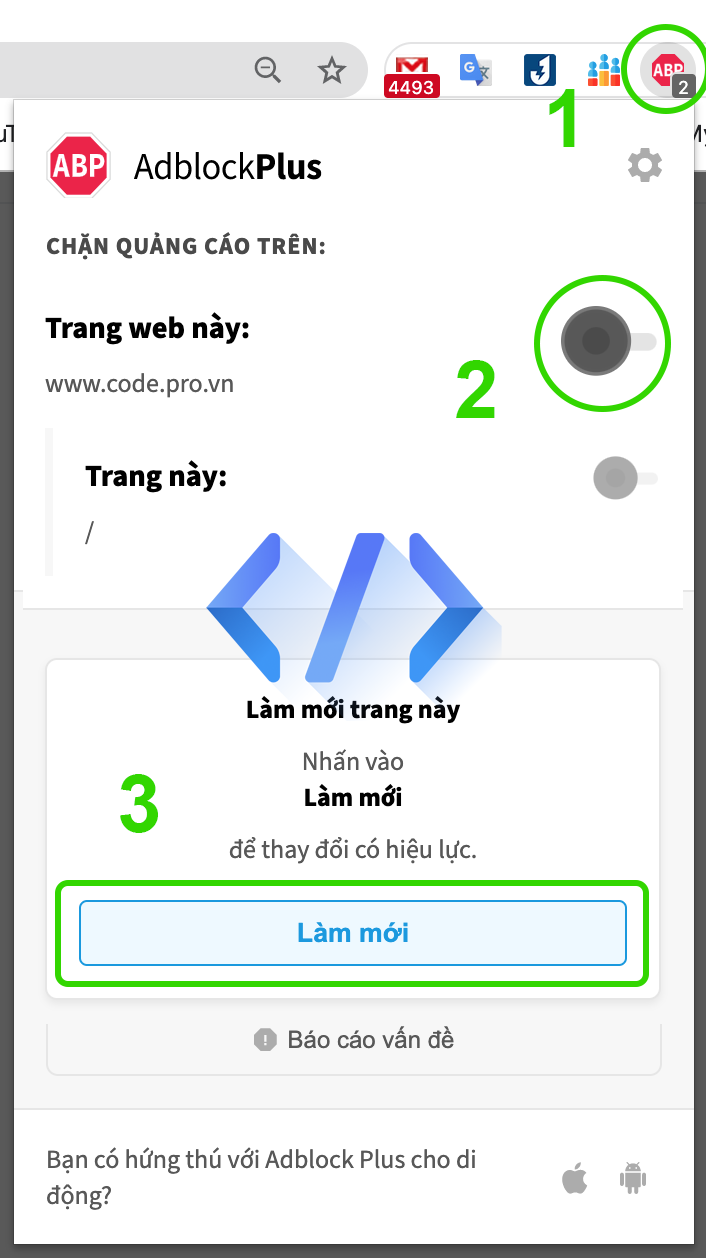 4493
G
文
ABP
2
1
ABP
AdblockPlus
CHẶN QUẢNG CÁO TRÊN:
Trang web này:
www.code.pro.vn
2
Trang này:
/
Làm mới trang này
Nhấn vào
Làm mới
3
để thay đổi có hiệu lực.
Làm mới
Báo cáo vấn đề
Bạn có hứng thú với Adblock Plus cho di
động?